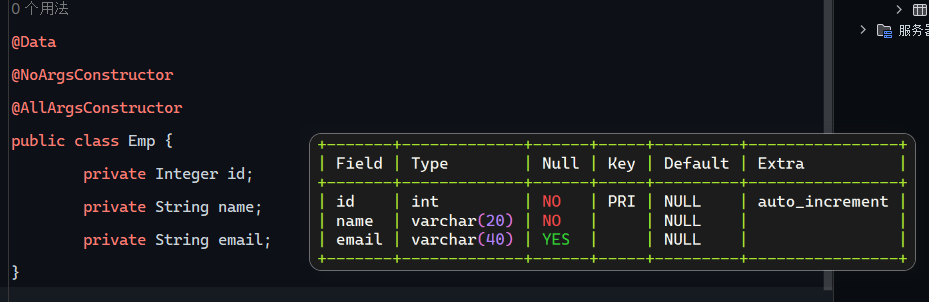 0 个用法
@Data
@NoArgsConstructor
@AllArgsConstructor
public class Emp {
private Integer id;
private String name;
private String email;
}
+-------+-------------+------+-----+---------+----------------+
| Field | Type        | Null | Key | Default | Extra          |
+-------+-------------+------+-----+---------+----------------+
| id    | int         | NO   | PRI | NULL    | auto_increment |
| name  | varchar(20) | NO   |     | NULL    |                |
| email | varchar(40) | YES  |     | NULL    |                |
+-------+-------------+------+-----+---------+----------------+
服务器